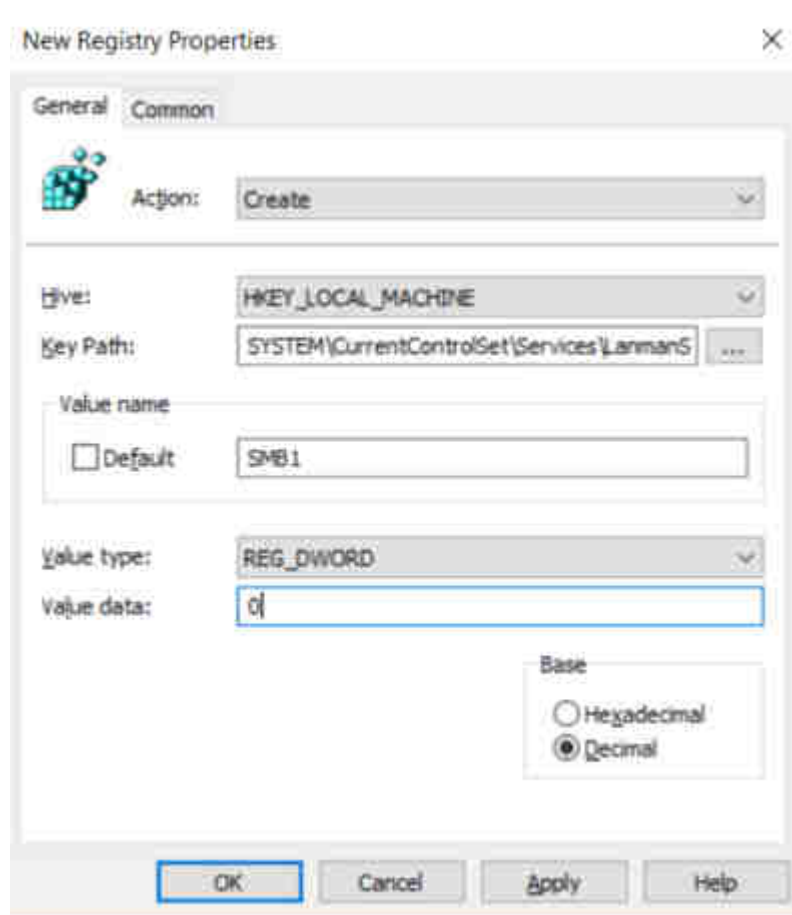 New Registry Properties
General Common
Action: Create
Hive: HKEY_LOCAL_MACHINE
Key Path: SYSTEM\CurrentControlSet\Services\LanmanS ...
Value name
Default SMB1
Value type: REG_DWORD
Value data: 0
Base
Hexadecimal
Decimal
OK Cancel Apply Help